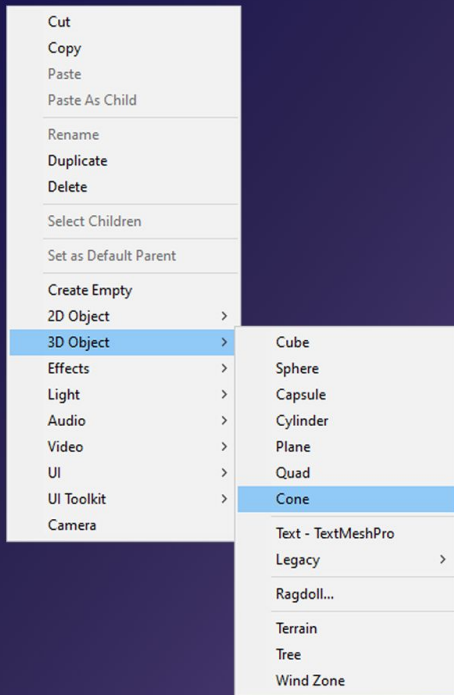 Cut
Copy
Paste
Paste As Child
Rename
Duplicate
Delete
Select Children
Set as Default Parent
Create Empty
2D Object
3D Object
Effects
Light
Audio
Video
UI
UI Toolkit
Camera
Cube
Sphere
Capsule
Cylinder
Plane
Quad
Cone
Text - TextMeshPro
Legacy
Ragdoll...
Terrain
Tree
Wind Zone